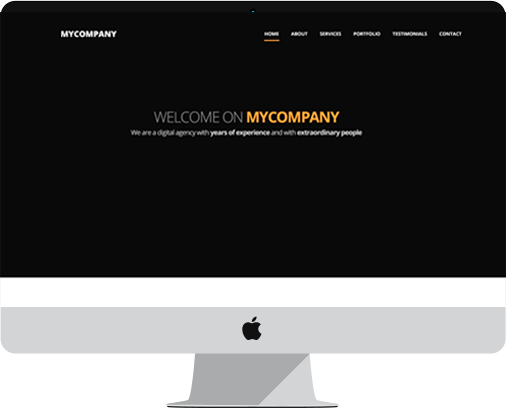 MYCOMPANY
HOME ABOUT SERVICES PORTFOLIO TESTIMONIALS CONTACT
WELCOME ON MYCOMPANY
We are a digital agency with years of experience and with extraordinary people